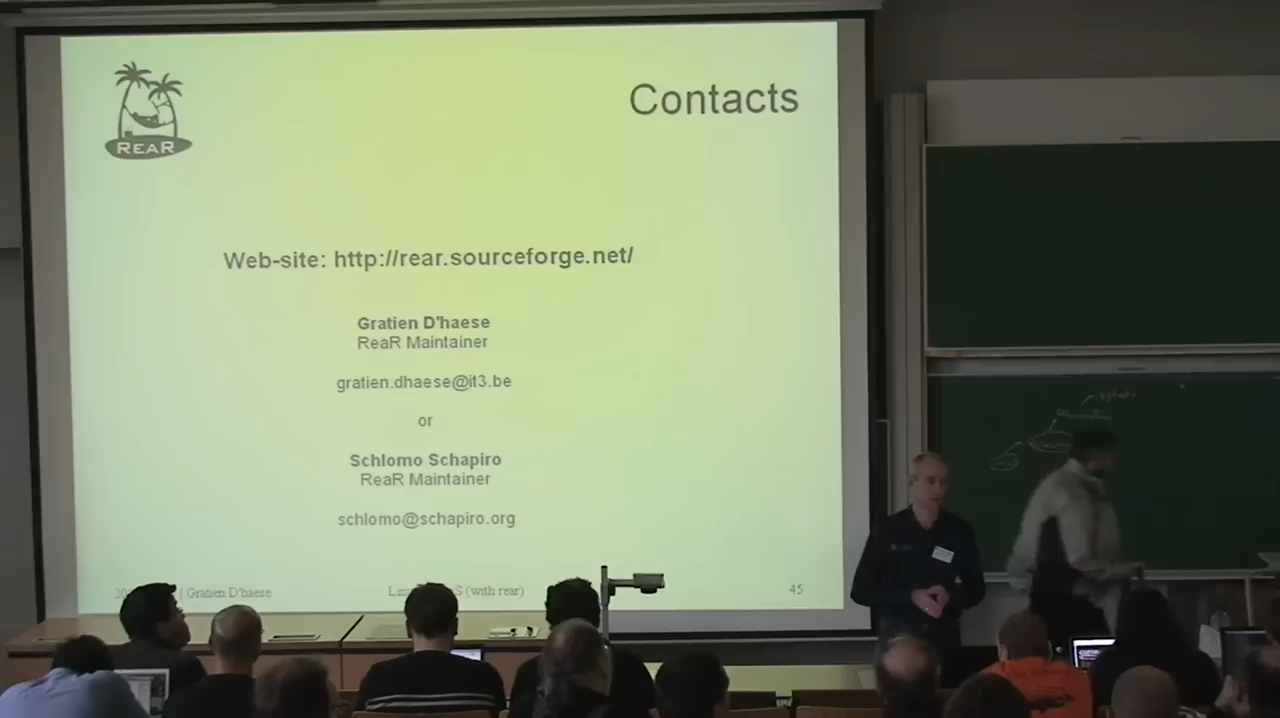 Contacts
REAR
Web-site: http://rear.sourceforge.net/
Gratien D'haese
ReaR Maintainer
gratien.dhaese@it3.be
or
Schlomo Schapiro
ReaR Maintainer
schlomo@schapiro.org
| Gratien D'haese
(with rear)
45